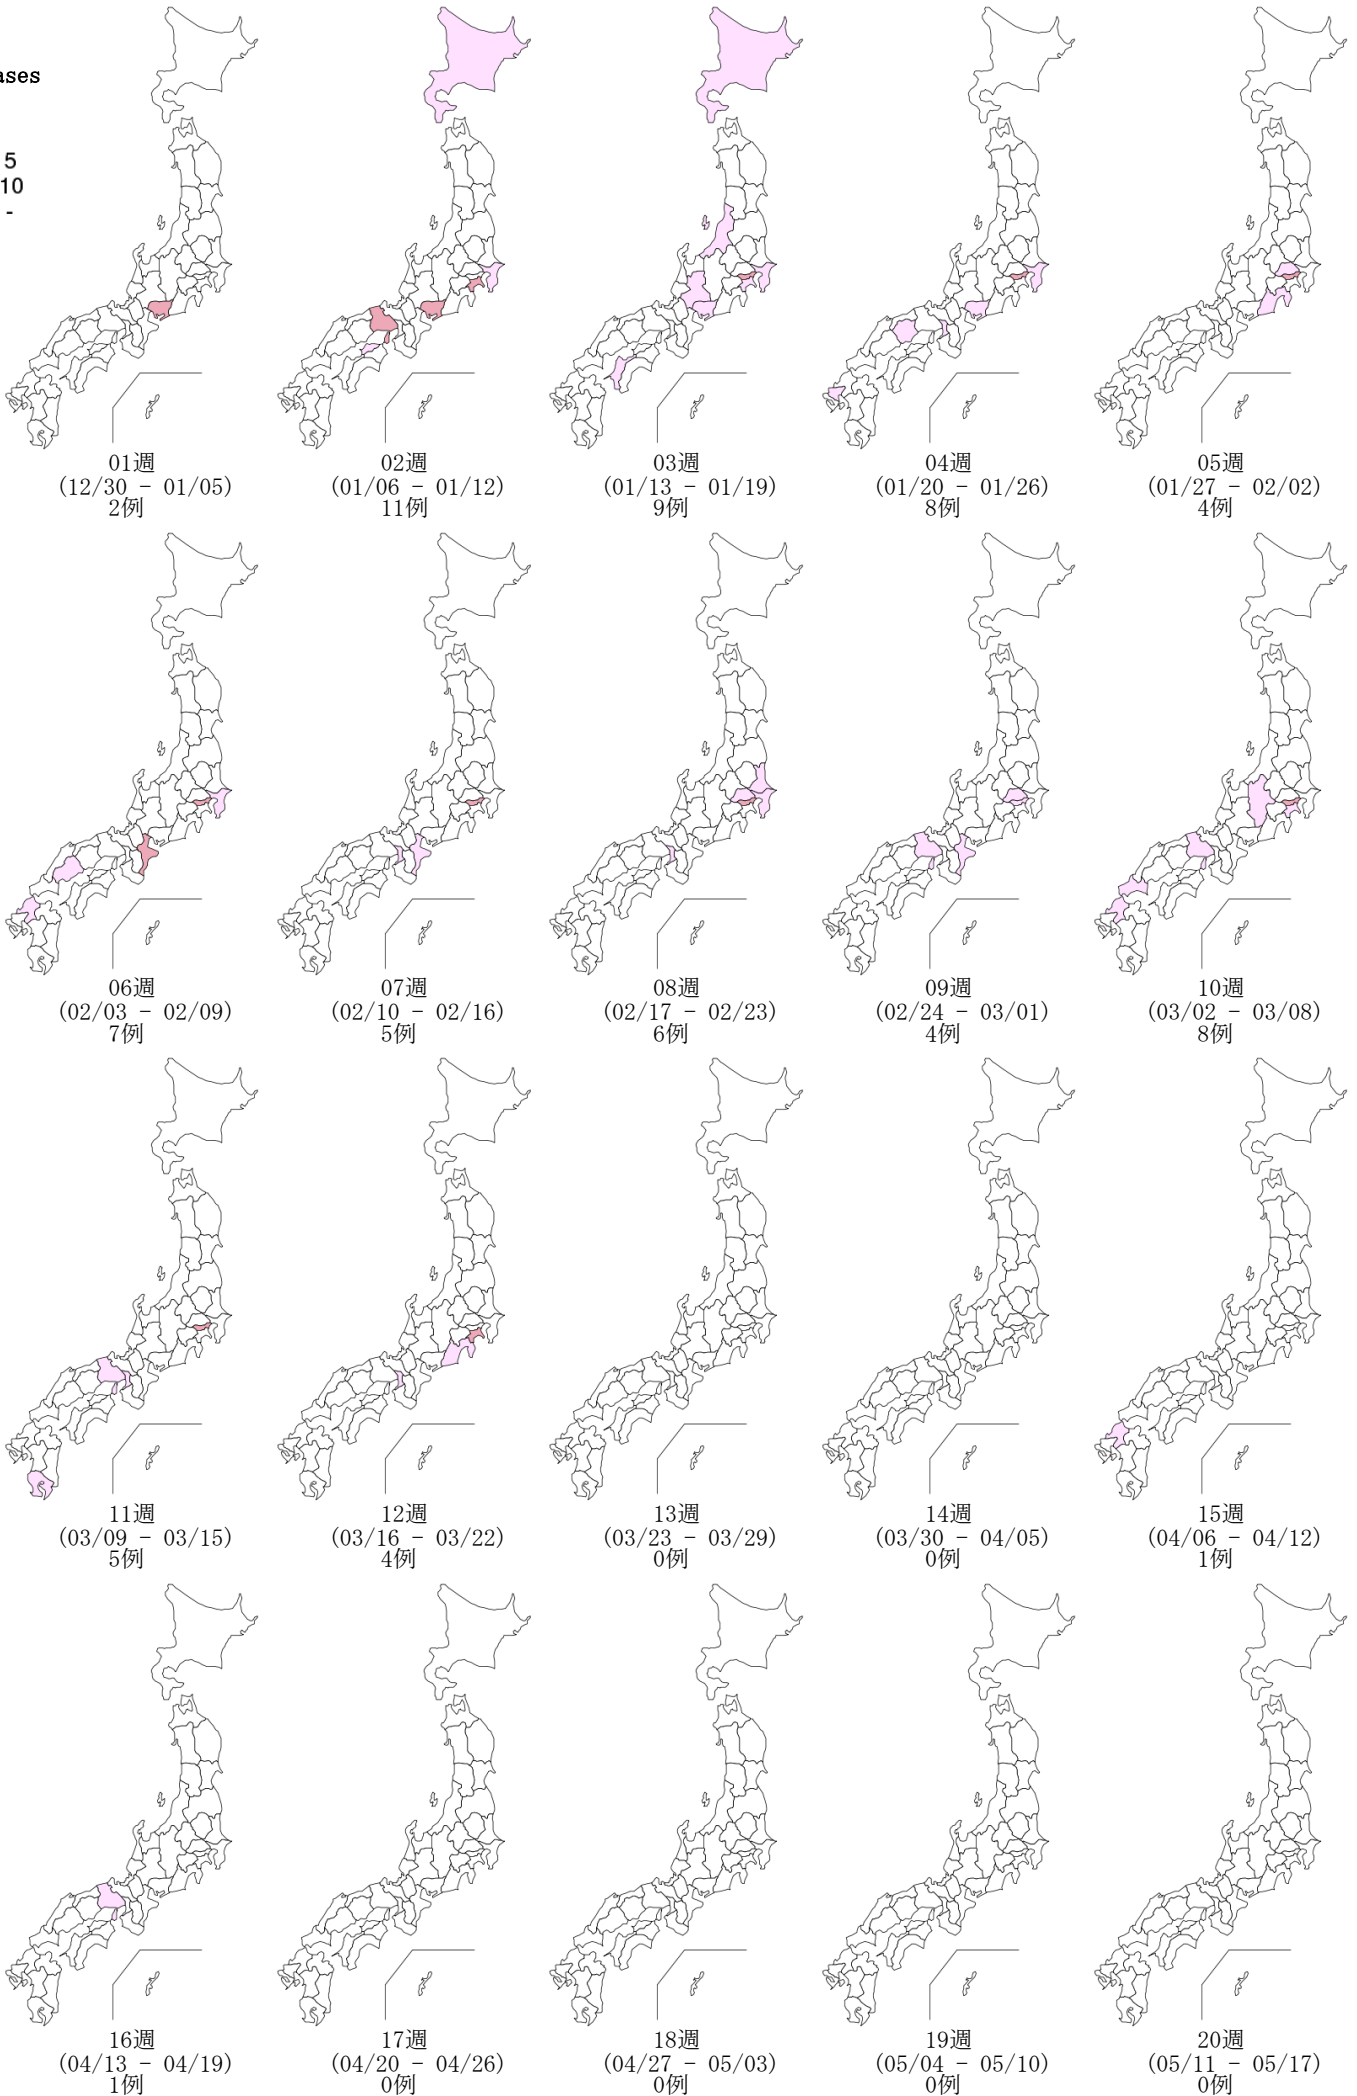 ases
5
10
-
01週
(12/30 - 01/05)
2例
02週
(01/06 - 01/12)
11例
03週
(01/13 - 01/19)
9例
04週
(01/20 - 01/26)
8例
05週
(01/27 - 02/02)
4例
06週
(02/03 - 02/09)
7例
07週
(02/10 - 02/16)
5例
08週
(02/17 - 02/23)
6例
09週
(02/24 - 03/01)
4例
10週
(03/02 - 03/08)
8例
11週
(03/09 - 03/15)
5例
12週
(03/16 - 03/22)
4例
13週
(03/23 - 03/29)
0例
14週
(03/30 - 04/05)
0例
15週
(04/06 - 04/12)
1例
16週
(04/13 - 04/19)
1例
17週
(04/20 - 04/26)
0例
18週
(04/27 - 05/03)
0例
19週
(05/04 - 05/10)
0例
20週
(05/11 - 05/17)
0例